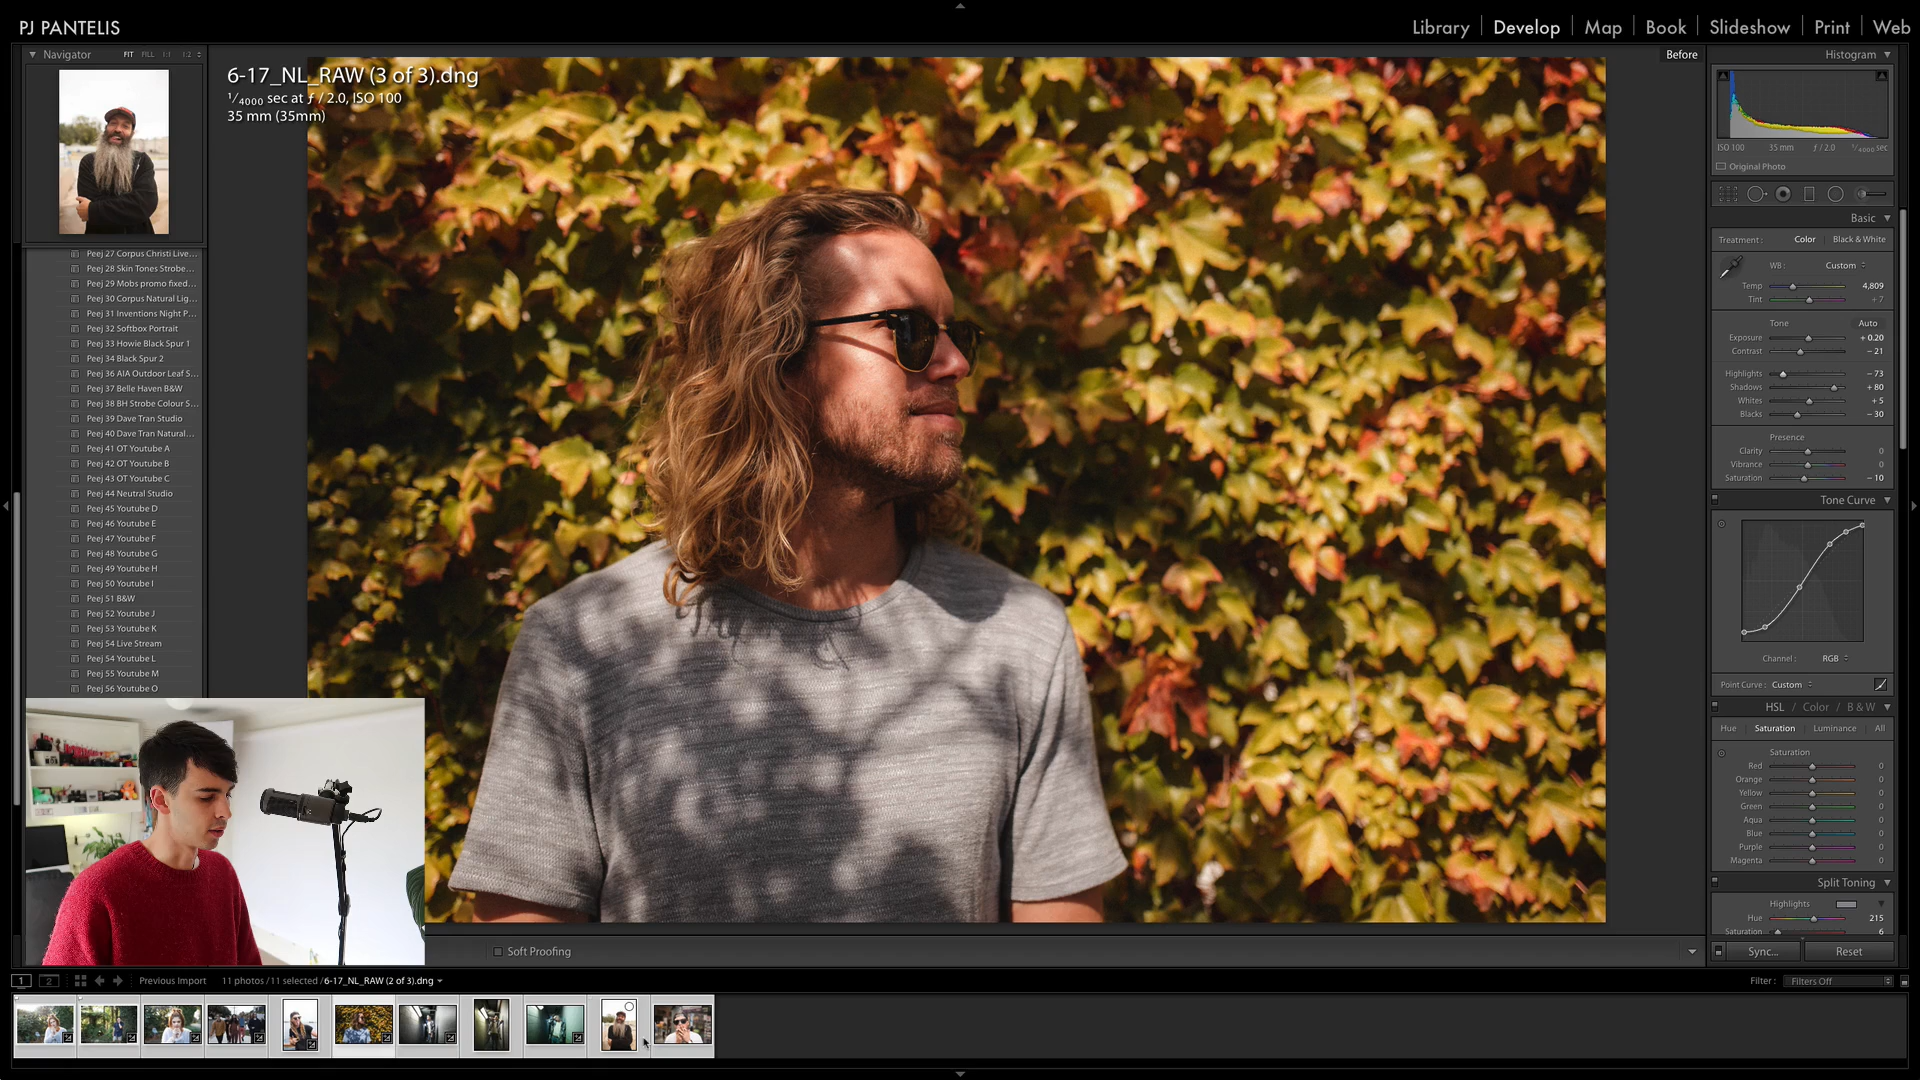 PJ PANTELIS
Library | Develop | Map | Book | Slideshow | Print | Web
Navigator FIT FILL 1:1 1:2
6-17_NL_RAW (3 of 3).dng
1/4000 sec at ƒ / 2.0, ISO 100
35 mm (35mm)
Before
Peej 27 Corpus Christi Live...
Peej 28 Skin Tones Strobe...
Peej 29 Mobs promo fixed...
Peej 30 Corpus Natural Lig...
Peej 31 Inventions Night P...
Peej 32 Softbox Portrait
Peej 33 Howie Black Spur 1
Peej 34 Black Spur 2
Peej 36 AIA Outdoor Leaf S...
Peej 37 Belle Haven B&W
Peej 38 BH Strobe Colour S...
Peej 39 Dave Tran Studio
Peej 40 Dave Tran Natural...
Peej 41 OT Youtube A
Peej 42 OT Youtube B
Peej 43 OT Youtube C
Peej 44 Neutral Studio
Peej 45 Youtube D
Peej 46 Youtube E
Peej 47 Youtube F
Peej 48 Youtube G
Peej 49 Youtube H
Peej 50 Youtube I
Peej 51 B&W
Peej 52 Youtube J
Peej 53 Youtube K
Peej 54 Live Stream
Peej 54 Youtube L
Peej 55 Youtube M
Peej 56 Youtube O
Histogram
ISO 100 35 mm ƒ / 2.0 1/4000 sec
Original Photo
Basic
Treatment : Color | Black & White
WB : Custom
Temp 4,809
Tint + 7
Tone Auto
Exposure + 0.20
Contrast − 21
Highlights − 73
Shadows + 80
Whites + 5
Blacks − 30
Presence
Clarity 0
Vibrance 0
Saturation − 10
Tone Curve
Channel : RGB
Point Curve : Custom
HSL / Color / B & W
Hue Saturation Luminance All
Saturation
Red 0
Orange 0
Yellow 0
Green 0
Aqua 0
Blue 0
Purple 0
Magenta 0
Split Toning
Highlights
Hue 215
Saturation 6
Sync... Reset
Soft Proofing
1 2 Previous Import 11 photos / 11 selected / 6-17_NL_RAW (2 of 3).dng
Filter : Filters Off